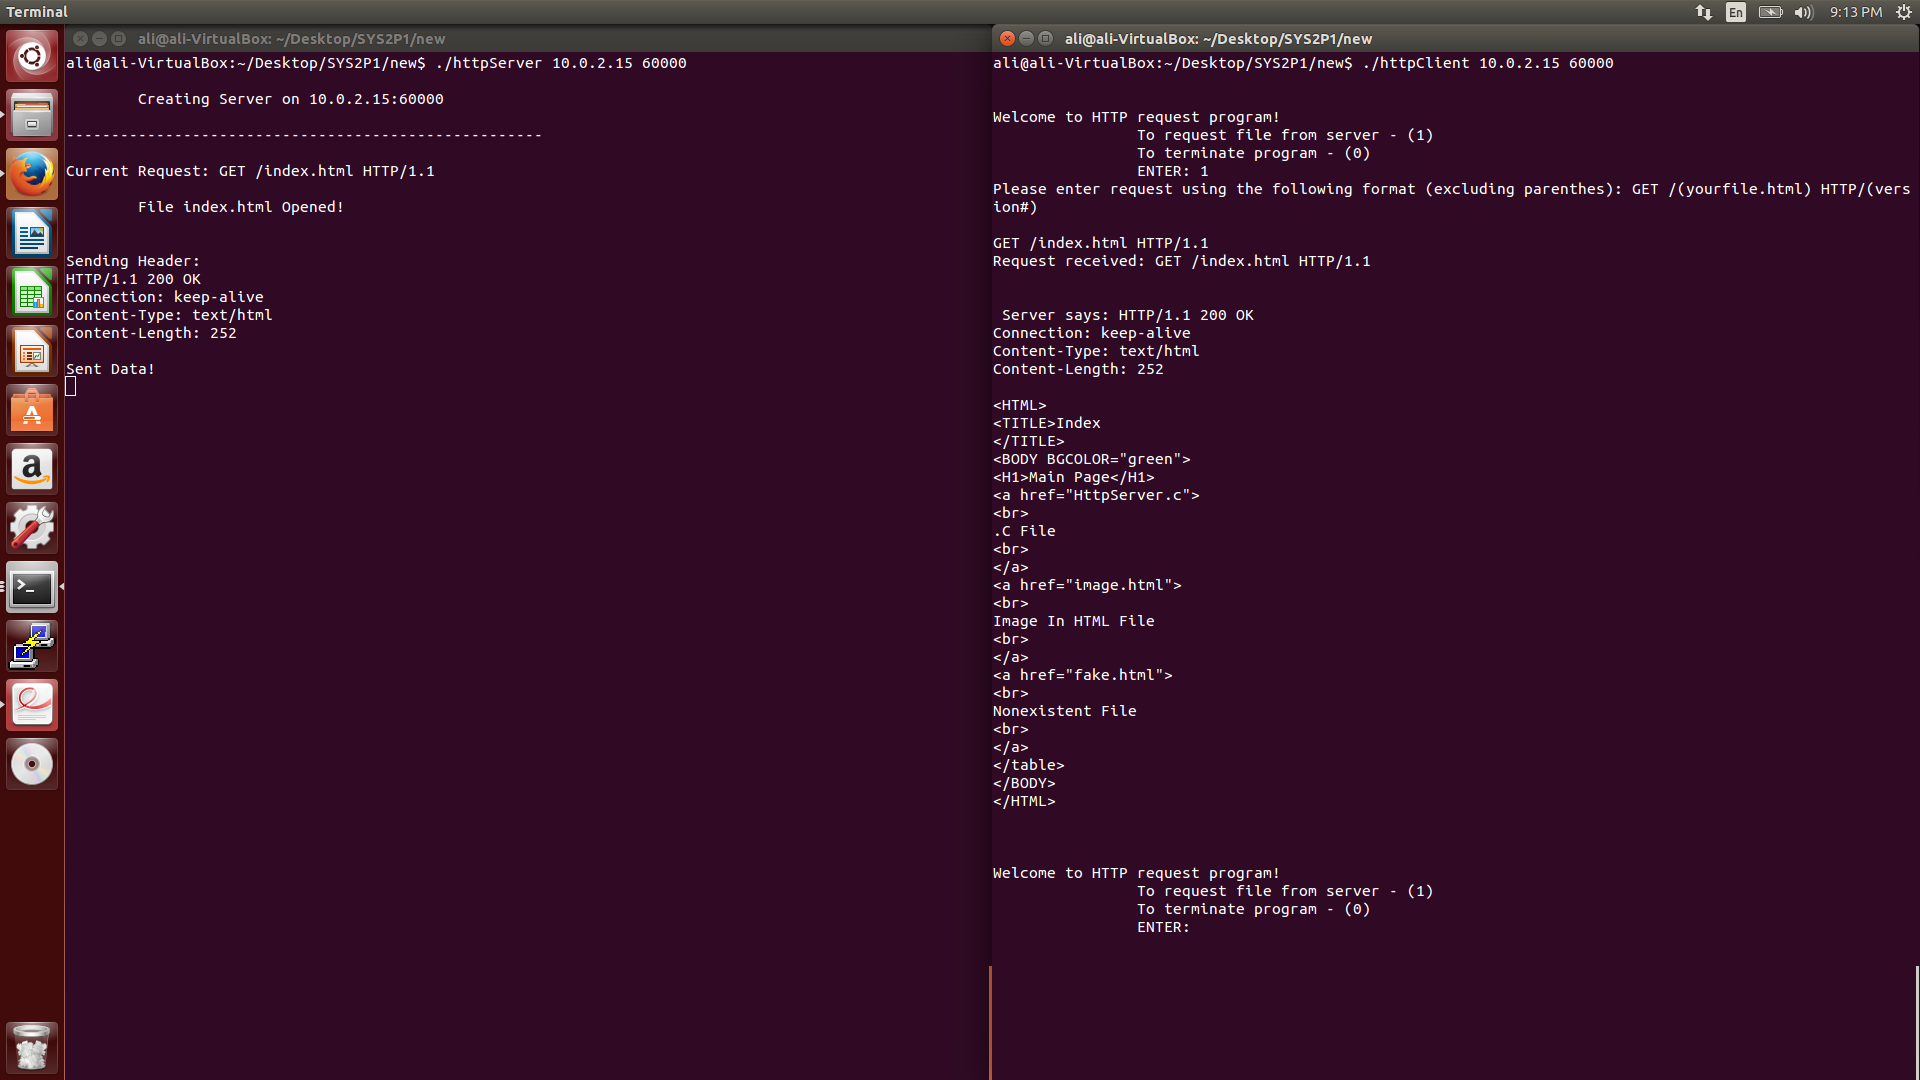 Terminal
En
9:13 PM
ali@ali-VirtualBox: ~/Desktop/SYS2P1/new
ali@ali-VirtualBox:~/Desktop/SYS2P1/new$ ./httpServer 10.0.2.15 60000
Creating Server on 10.0.2.15:60000
-----------------------------------------------------
Current Request: GET /index.html HTTP/1.1
File index.html Opened!
Sending Header:
HTTP/1.1 200 OK
Connection: keep-alive
Content-Type: text/html
Content-Length: 252
Sent Data!
ali@ali-VirtualBox: ~/Desktop/SYS2P1/new
ali@ali-VirtualBox:~/Desktop/SYS2P1/new$ ./httpClient 10.0.2.15 60000
Welcome to HTTP request program!
To request file from server - (1)
To terminate program - (0)
ENTER: 1
Please enter request using the following format (excluding parenthes): GET /(yourfile.html) HTTP/(vers
ion#)
GET /index.html HTTP/1.1
Request received: GET /index.html HTTP/1.1
Server says: HTTP/1.1 200 OK
Connection: keep-alive
Content-Type: text/html
Content-Length: 252
<HTML>
<TITLE>Index
</TITLE>
<BODY BGCOLOR="green">
<H1>Main Page</H1>
<a href="HttpServer.c">
<br>
.C File
<br>
</a>
<a href="image.html">
<br>
Image In HTML File
<br>
</a>
<a href="fake.html">
<br>
Nonexistent File
<br>
</a>
</table>
</BODY>
</HTML>
Welcome to HTTP request program!
To request file from server - (1)
To terminate program - (0)
ENTER: